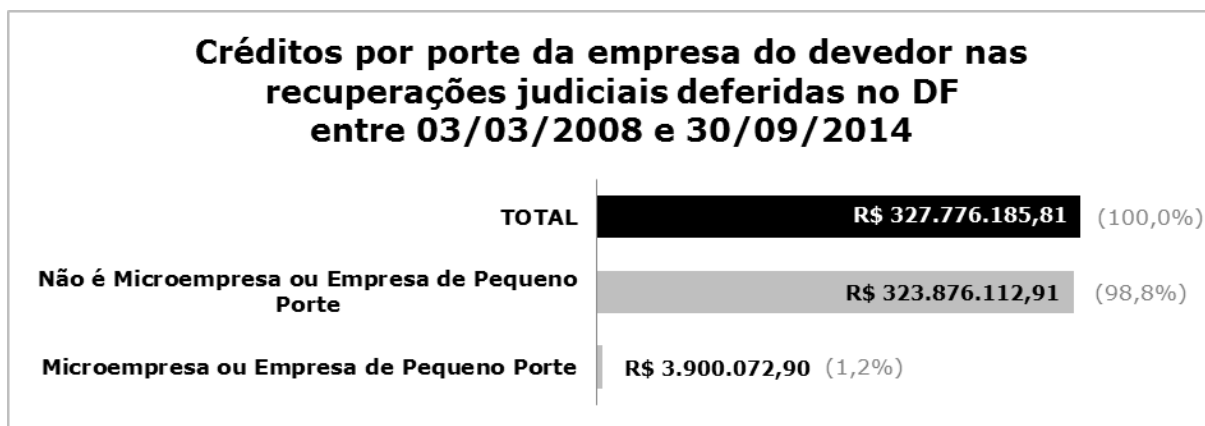 Créditos por porte da empresa do devedor nas
recuperações judiciais deferidas no DF
entre 03/03/2008 e 30/09/2014
TOTAL R$ 327.776.185,81 (100,0%)
Não é Microempresa ou Empresa de Pequeno
Porte R$ 323.876.112,91 (98,8%)
Microempresa ou Empresa de Pequeno Porte R$ 3.900.072,90 (1,2%)